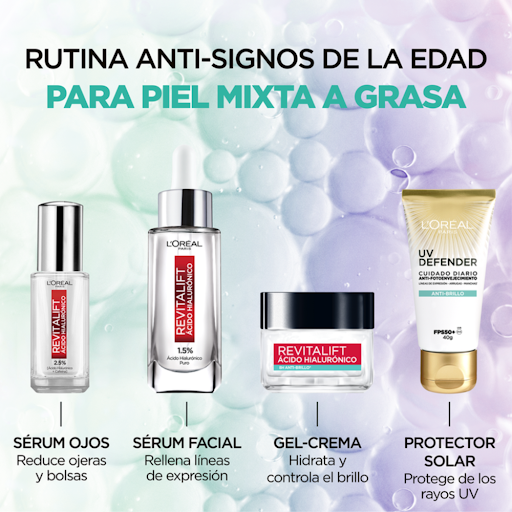 RUTINA ANTI-SIGNOS DE LA EDAD
PARA PIEL MIXTA A GRASA
L'ORÉAL
PARIS
REVITALIFT
ÁCIDO HIALURÓNICO
2.5%
L'ORÉAL
PARIS
REVITALIFT
ÁCIDO HIALURÓNICO
1.5%
Ácido Hialurónico
Puro
REVITALIFT
ÁCIDO HIALURÓNICO
L'ORÉAL
PARIS
UV
DEFENDER
CUIDADO DIARIO
ANTI-FOTOENVEJECIMIENTO
ANTI-BRILLO
FPS50+
40g
SÉRUM OJOS
Reduce ojeras
y bolsas
SÉRUM FACIAL
Rellena líneas
de expresión
GEL-CREMA
Hidrata y
controla el brillo
PROTECTOR
SOLAR
Protege de los
rayos UV